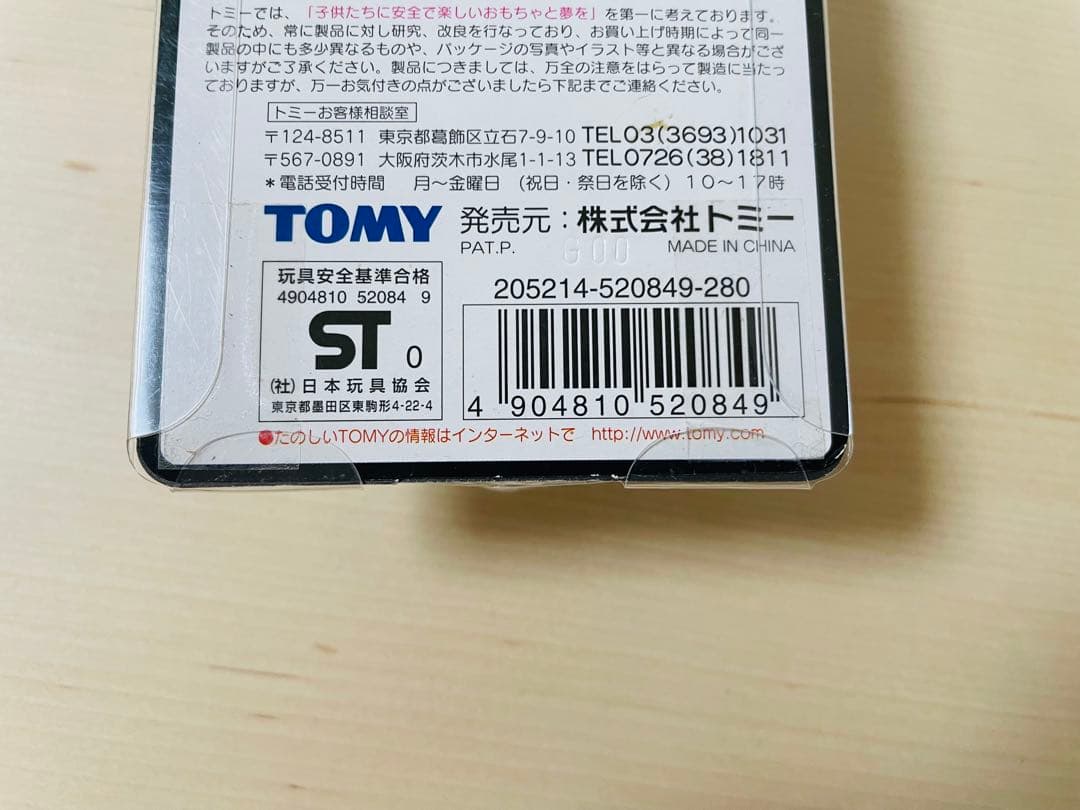 トミーでは、「子供たちに安全で楽しいおもちゃと夢を」を第一に考えております。
そのため、常に製品に対し研究、改良を行なっており、お買い上げ時期によって同一
製品の中にも多少異なるものや、パッケージの写真やイラスト等と異なる場合がござ
いますがご了承ください。製品につきましては、万全の注意をはらって製造に当たっ
ておりますが、万一お気付きの点がございましたら下記までご連絡ください。
トミーお客様相談室
〒124-8511 東京都葛飾区立石7-9-10 TEL03(3693)1031
〒567-0891 大阪府茨木市水尾1-1-13 TEL0726(38)1811
*電話受付時間 月〜金曜日 (祝日・祭日を除く) 10〜17時
TOMY 発売元:株式会社トミー
PAT.P. G00 MADE IN CHINA
玩具安全基準合格
4904810 52084 9
ST 0
(社)日本玩具協会
東京都墨田区東駒形4-22-4
205214-520849-280
4 904810 520849
●たのしいTOMYの情報はインターネットで http://www.tomy.com